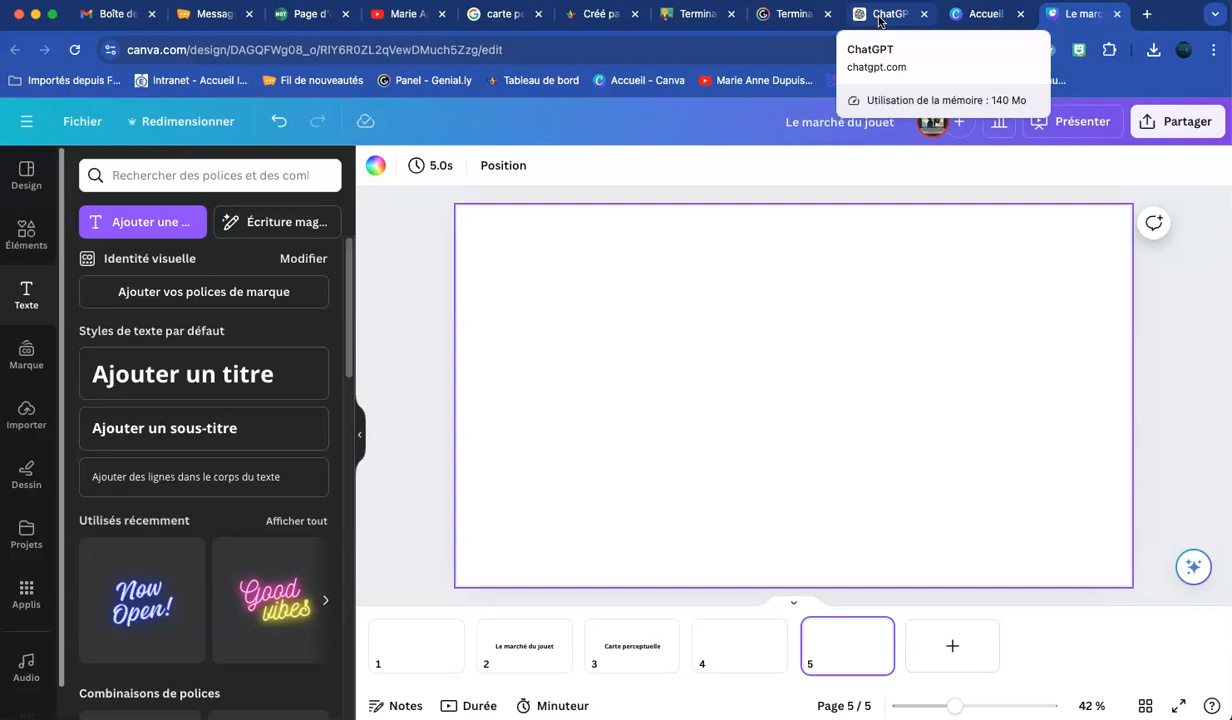 Boîte de
Messag
Page d'a
Marie A
carte pe
Créé pa
Termina
Termina
ChatGP
Accueil
Le marc
canva.com/design/DAGQFWg08_o/RlY6R0ZL2qVewDMuch5Zzg/edit
ChatGPT
chatgpt.com
Utilisation de la mémoire : 140 Mo
Importés depuis F...
Intranet - Accueil I...
Fil de nouveautés
Panel - Genial.ly
Tableau de bord
Accueil - Canva
Marie Anne Dupuis...
au...
Fichier
Redimensionner
Le marché du jouet
Présenter
Partager
Design
Éléments
Texte
Marque
Importer
Dessin
Projets
Applis
Audio
Rechercher des polices et des coml
5.0s
Position
Ajouter une ...
Écriture mag...
Identité visuelle
Modifier
Ajouter vos polices de marque
Styles de texte par défaut
Ajouter un titre
Ajouter un sous-titre
Ajouter des lignes dans le corps du texte
Utilisés récemment
Afficher tout
Now
Open!
Good
vibes
Combinaisons de polices
1
Le marché du jouet
2
Carte perceptuelle
3
4
5
Notes
Durée
Minuteur
Page 5 / 5
42 %